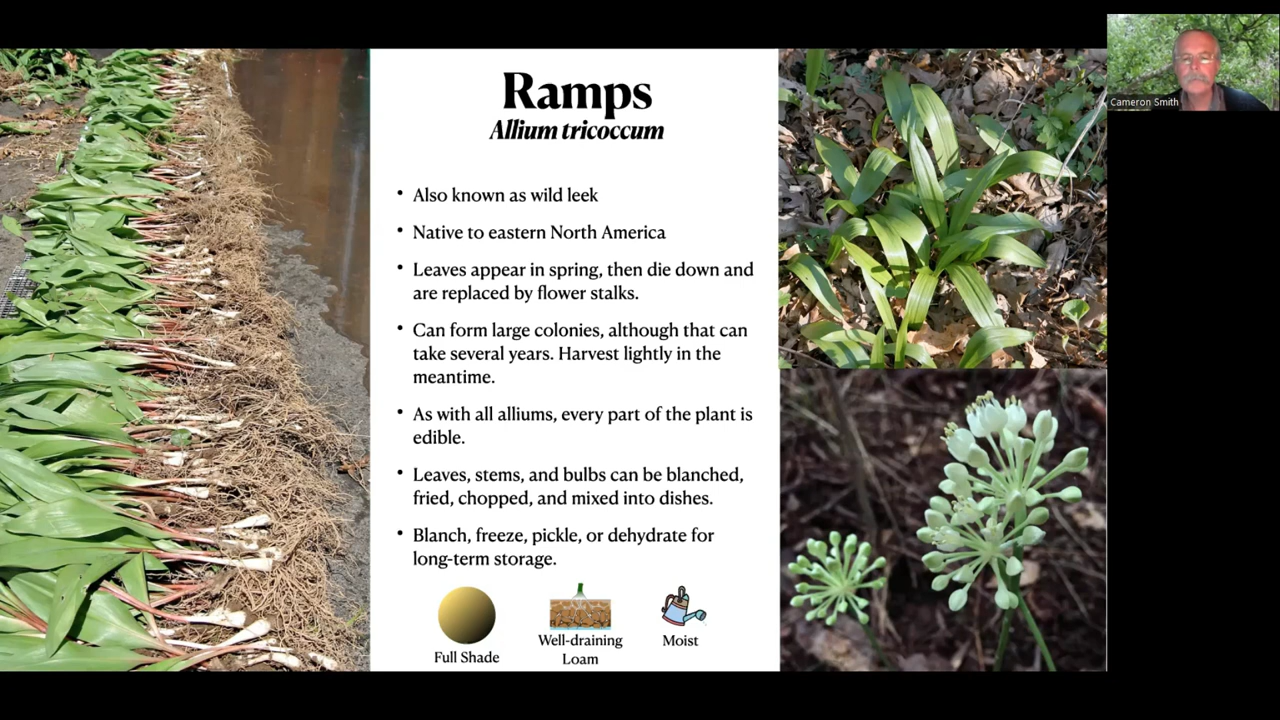 Ramps
Allium tricoccum
• Also known as wild leek
• Native to eastern North America
• Leaves appear in spring, then die down and
are replaced by flower stalks.
• Can form large colonies, although that can
take several years. Harvest lightly in the
meantime.
• As with all alliums, every part of the plant is
edible.
• Leaves, stems, and bulbs can be blanched,
fried, chopped, and mixed into dishes.
• Blanch, freeze, pickle, or dehydrate for
long-term storage.
Full Shade
Well-draining
Loam
Moist
Cameron Smith